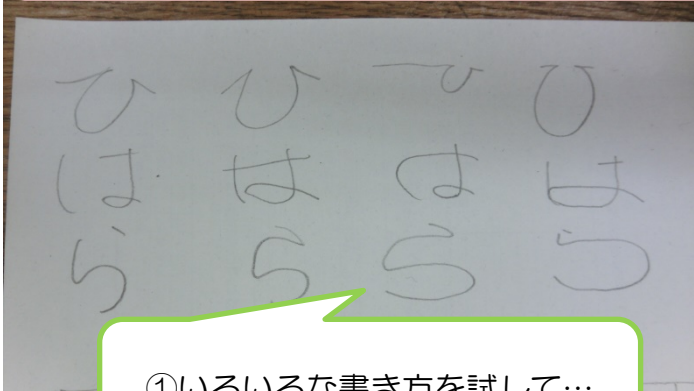 ひ ひ ひ ひ
は は は は
ら ら ら ら
①いろいろな書き方を試して…